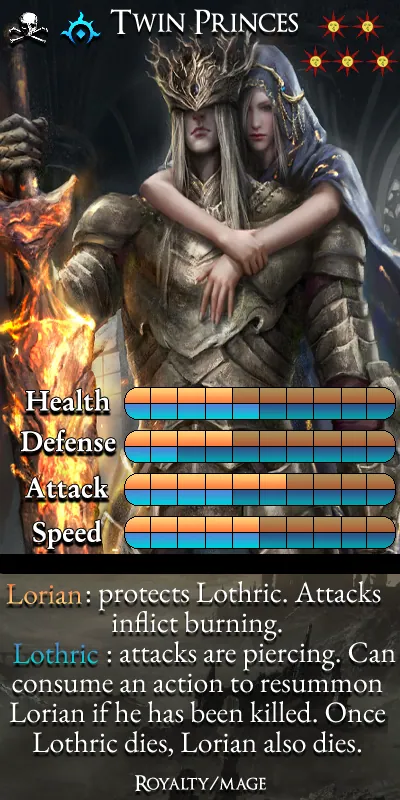 Twin Princes
Health
Defense
Attack
Speed
Lorian: protects Lothric. Attacks
inflict burning.
Lothric : attacks are piercing. Can
consume an action to resummon
Lorian if he has been killed. Once
Lothric dies, Lorian also dies.
Royalty/mage